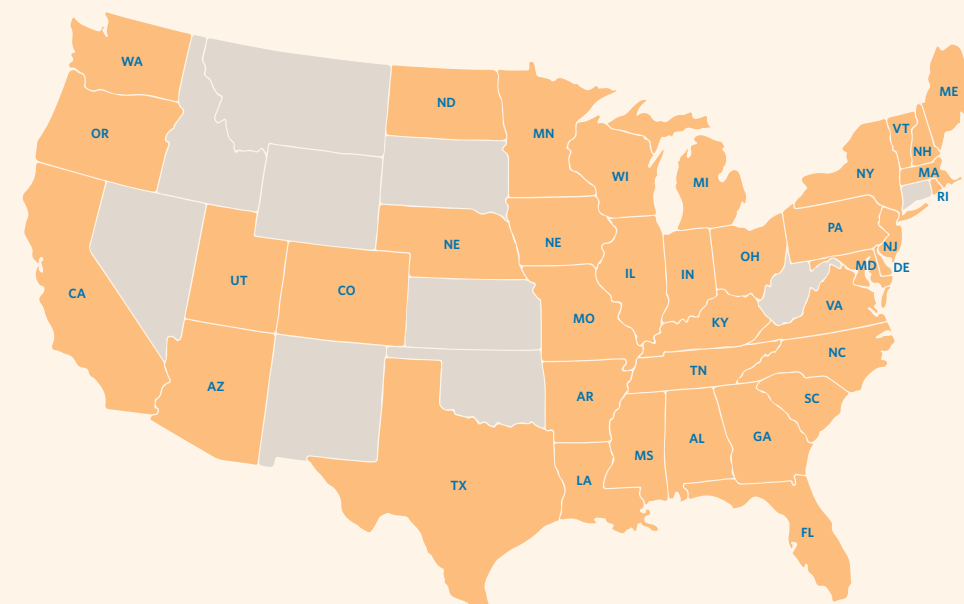 WA
ME
ND
VT
OR
MN
NH
MA
NY
WI
MI
RI
PA
NE
NE
NJ
OH
MD
DE
IL
IN
UT
CO
CA
VA
MO
KY
NC
TN
AZ
AR
SC
GA
AL
MS
LA
TX
FL